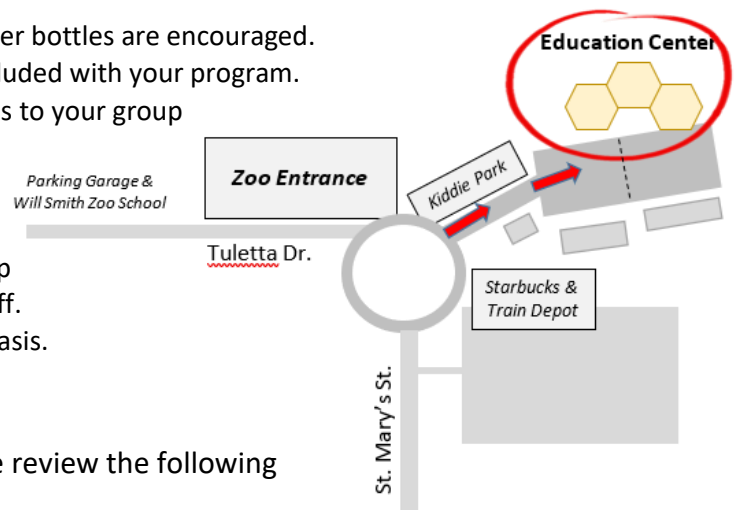 er bottles are encouraged.
Education Center
luded with your program.
s to your group
Parking Garage &
Will Smith Zoo School
Zoo Entrance
Kiddie Park
Tuletta Dr.
p
ff.
asis.
Starbucks &
Train Depot
St. Mary's St.
e review the following